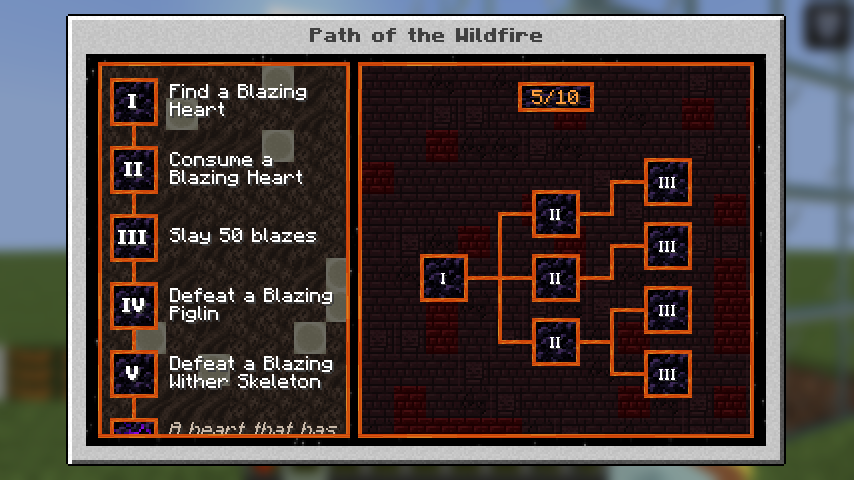 Path of the Wildfire
I
Find a Blazing
Heart
II
Consume a
Blazing Heart
III
Slay 50 blazes
IV
Defeat a Blazing
Piglin
V
Defeat a Blazing
Wither Skeleton
A heart that has
5/10
I
II
II
II
III
III
III
III